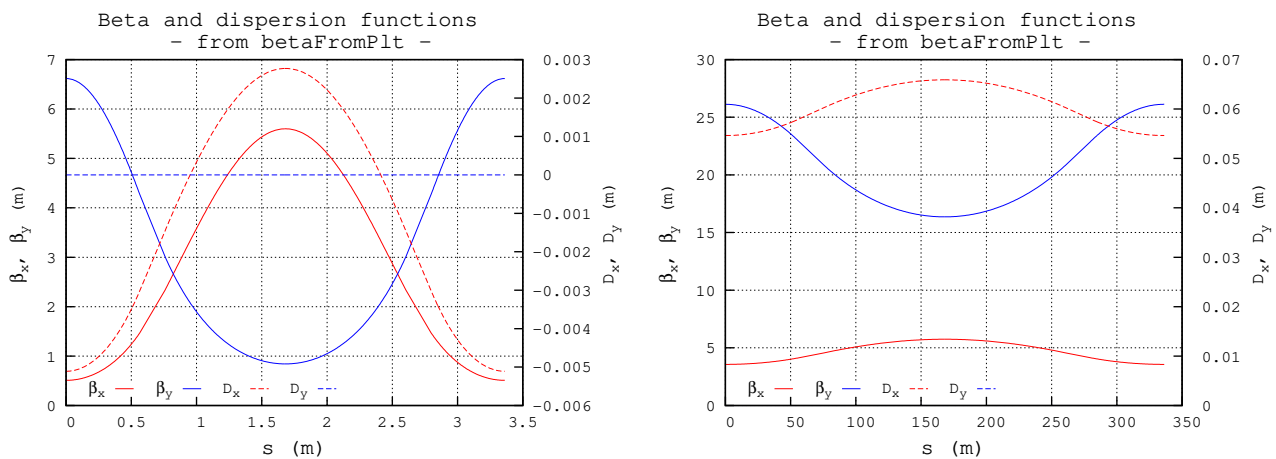 Beta and dispersion functions
− from betaFromPlt −
7
6
5
4
3
2
1
0
0.003
0.002
0.001
0
−0.001
−0.002
−0.003
−0.004
−0.005
−0.006
βx, βy (m)
Dx, Dy (m)
βx βy Dx Dy
0 0.5 1 1.5 2 2.5 3 3.5
s (m)
Beta and dispersion functions
− from betaFromPlt −
30
25
20
15
10
5
0
0.07
0.06
0.05
0.04
0.03
0.02
0.01
0
βx, βy (m)
Dx, Dy (m)
βx βy Dx Dy
0 50 100 150 200 250 300 350
s (m)